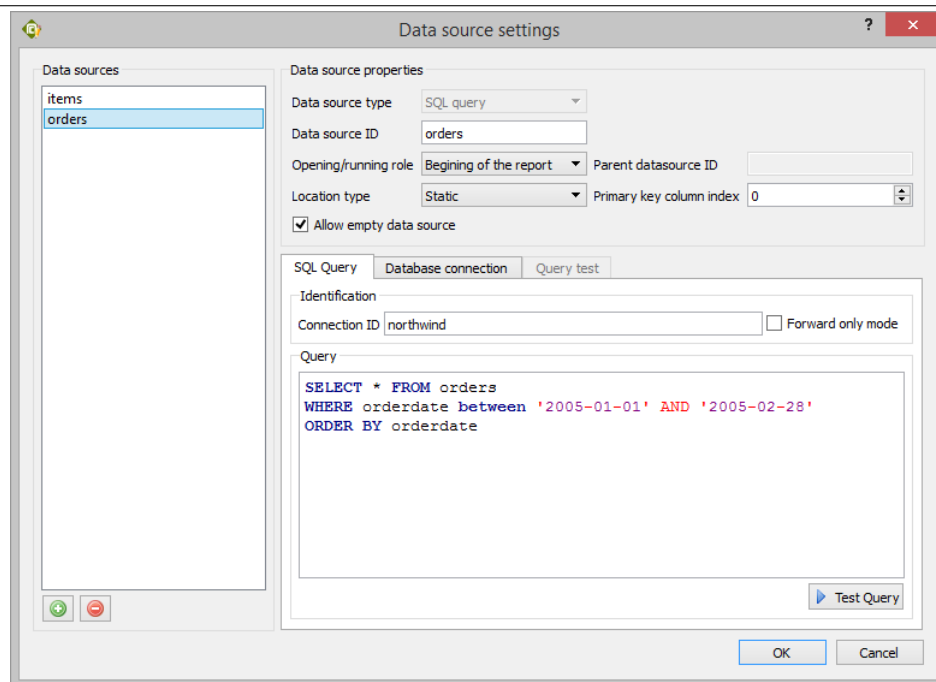 Data source settings
?
Data sources
items
orders
Data source properties
Data source type SQL query
Data source ID orders
Opening/running role Begining of the report Parent datasource ID
Location type Static Primary key column index 0
Allow empty data source
SQL Query Database connection Query test
Identification
Connection ID northwind Forward only mode
Query
SELECT * FROM orders
WHERE orderdate between '2005-01-01' AND '2005-02-28'
ORDER BY orderdate
Test Query
OK Cancel